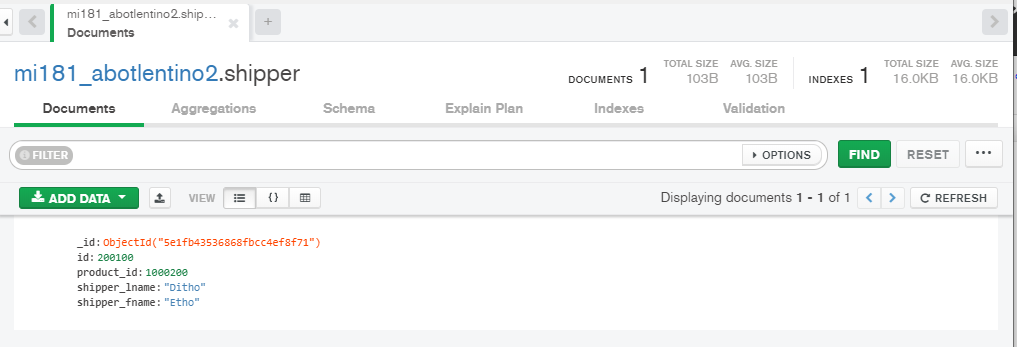 mi181_abotlentino2.ship...
Documents
mi181_abotlentino2.shipper
DOCUMENTS 1 TOTAL SIZE 103B AVG. SIZE 103B INDEXES 1 TOTAL SIZE 16.0KB AVG. SIZE 16.0KB
Documents Aggregations Schema Explain Plan Indexes Validation
FILTER OPTIONS FIND RESET ...
ADD DATA VIEW {} Displaying documents 1 - 1 of 1 < > REFRESH
_id: ObjectId("5e1fb43536868fbcc4ef8f71")
id: 200100
product_id: 1000200
shipper_lname: "Ditho"
shipper_fname: "Etho"